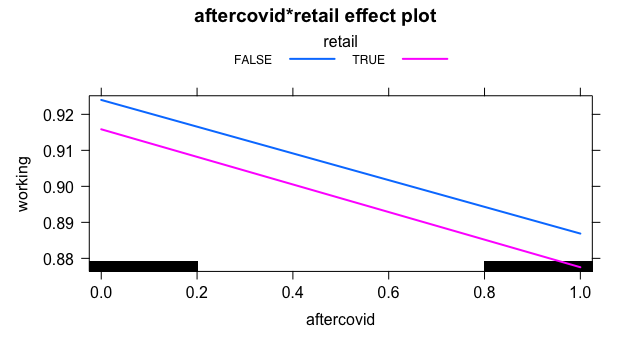 aftercovid*retail effect plot
retail
FALSE TRUE
0.92
0.91
0.90
0.89
0.88
working
0.0 0.2 0.4 0.6 0.8 1.0
aftercovid